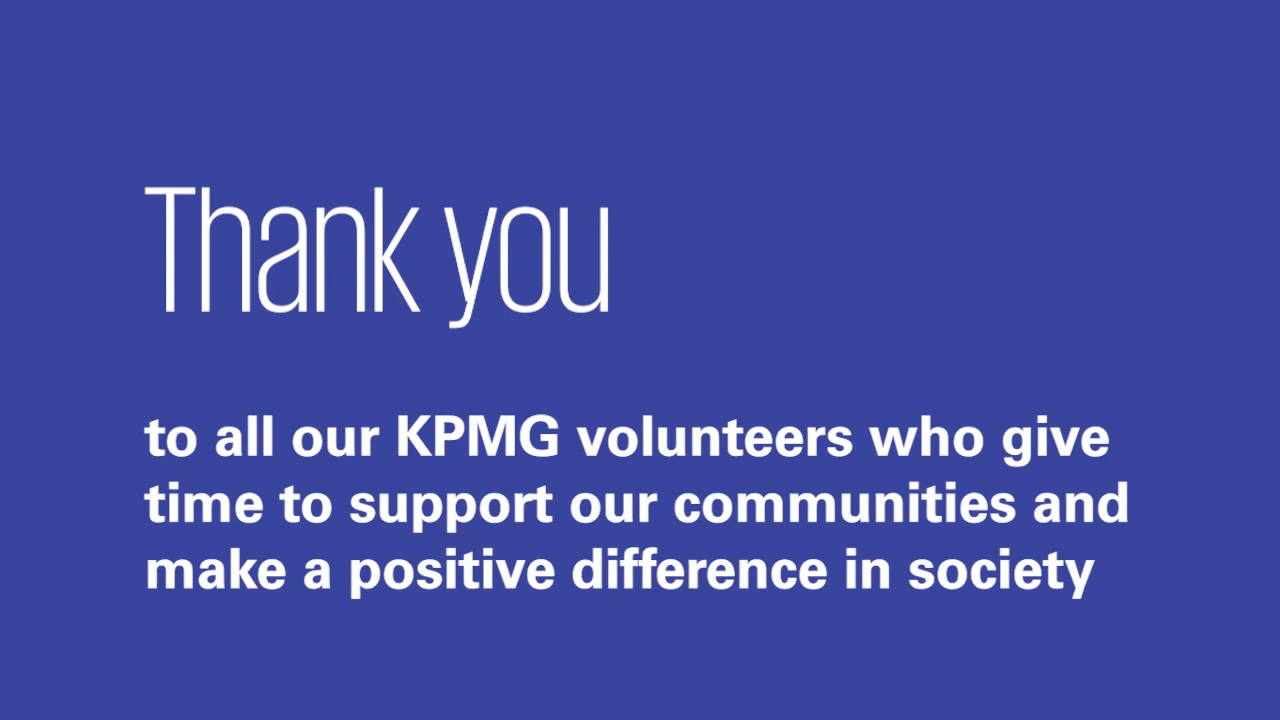 Thank you
to all our KPMG volunteers who give
time to support our communities and
make a positive difference in society